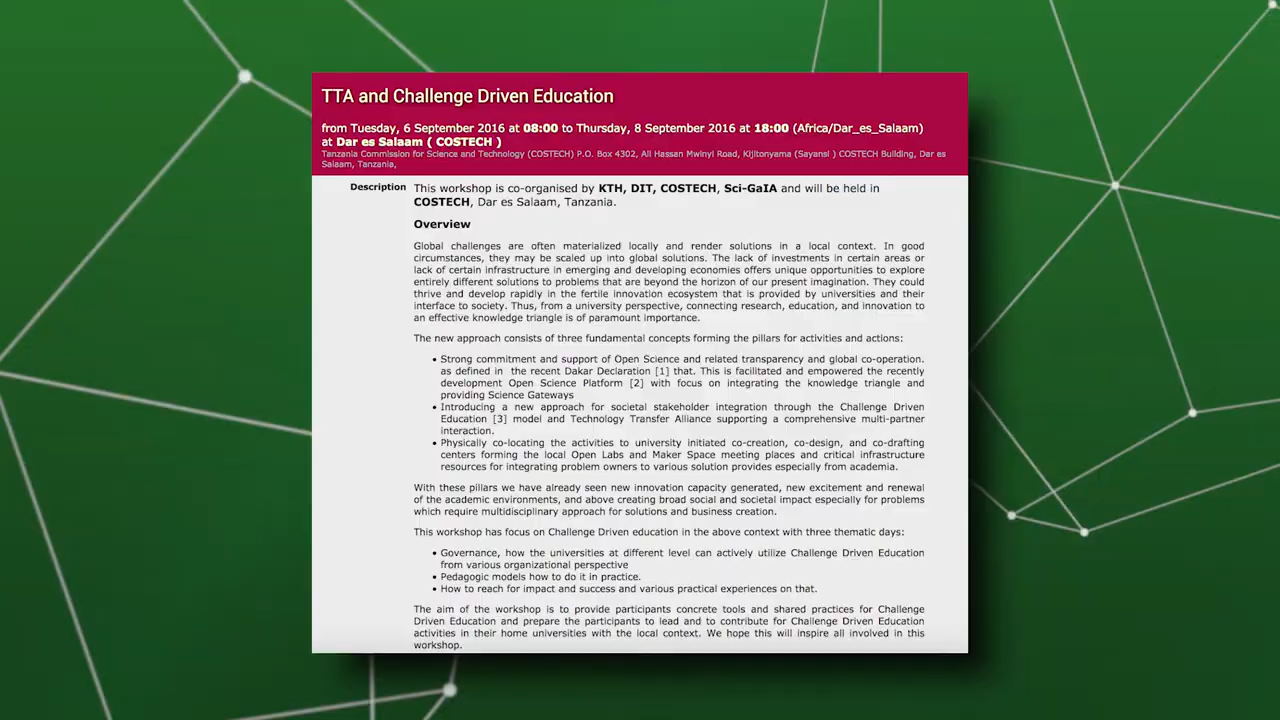 TTA and Challenge Driven Education
from Tuesday, 6 September 2016 at 08:00 to Thursday, 8 September 2016 at 18:00 (Africa/Dar_es_Salaam)
at Dar es Salaam ( COSTECH )
Tanzania Commission for Science and Technology (COSTECH) P.O. Box 4302, Ali Hassan Mwinyi Road, Kijitonyama (Sayansi ) COSTECH Building, Dar es
Salaam, Tanzania,
Description This workshop is co-organised by KTH, DIT, COSTECH, Sci-GaIA and will be held in
COSTECH, Dar es Salaam, Tanzania.
Overview
Global challenges are often materialized locally and render solutions in a local context. In good
circumstances, they may be scaled up into global solutions. The lack of investments in certain areas or
lack of certain infrastructure in emerging and developing economies offers unique opportunities to explore
entirely different solutions to problems that are beyond the horizon of our present imagination. They could
thrive and develop rapidly in the fertile innovation ecosystem that is provided by universities and their
interface to society. Thus, from a university perspective, connecting research, education, and innovation to
an effective knowledge triangle is of paramount importance.
The new approach consists of three fundamental concepts forming the pillars for activities and actions:
• Strong commitment and support of Open Science and related transparency and global co-operation.
as defined in the recent Dakar Declaration [1] that. This is facilitated and empowered the recently
development Open Science Platform [2] with focus on integrating the knowledge triangle and
providing Science Gateways
• Introducing a new approach for societal stakeholder integration through the Challenge Driven
Education [3] model and Technology Transfer Alliance supporting a comprehensive multi-partner
interaction.
• Physically co-locating the activities to university initiated co-creation, co-design, and co-drafting
centers forming the local Open Labs and Maker Space meeting places and critical infrastructure
resources for integrating problem owners to various solution provides especially from academia.
With these pillars we have already seen new innovation capacity generated, new excitement and renewal
of the academic environments, and above creating broad social and societal impact especially for problems
which require multidisciplinary approach for solutions and business creation.
This workshop has focus on Challenge Driven education in the above context with three thematic days:
• Governance, how the universities at different level can actively utilize Challenge Driven Education
from various organizational perspective
• Pedagogic models how to do it in practice.
• How to reach for impact and success and various practical experiences on that.
The aim of the workshop is to provide participants concrete tools and shared practices for Challenge
Driven Education and prepare the participants to lead and to contribute for Challenge Driven Education
activities in their home universities with the local context. We hope this will inspire all involved in this
workshop.